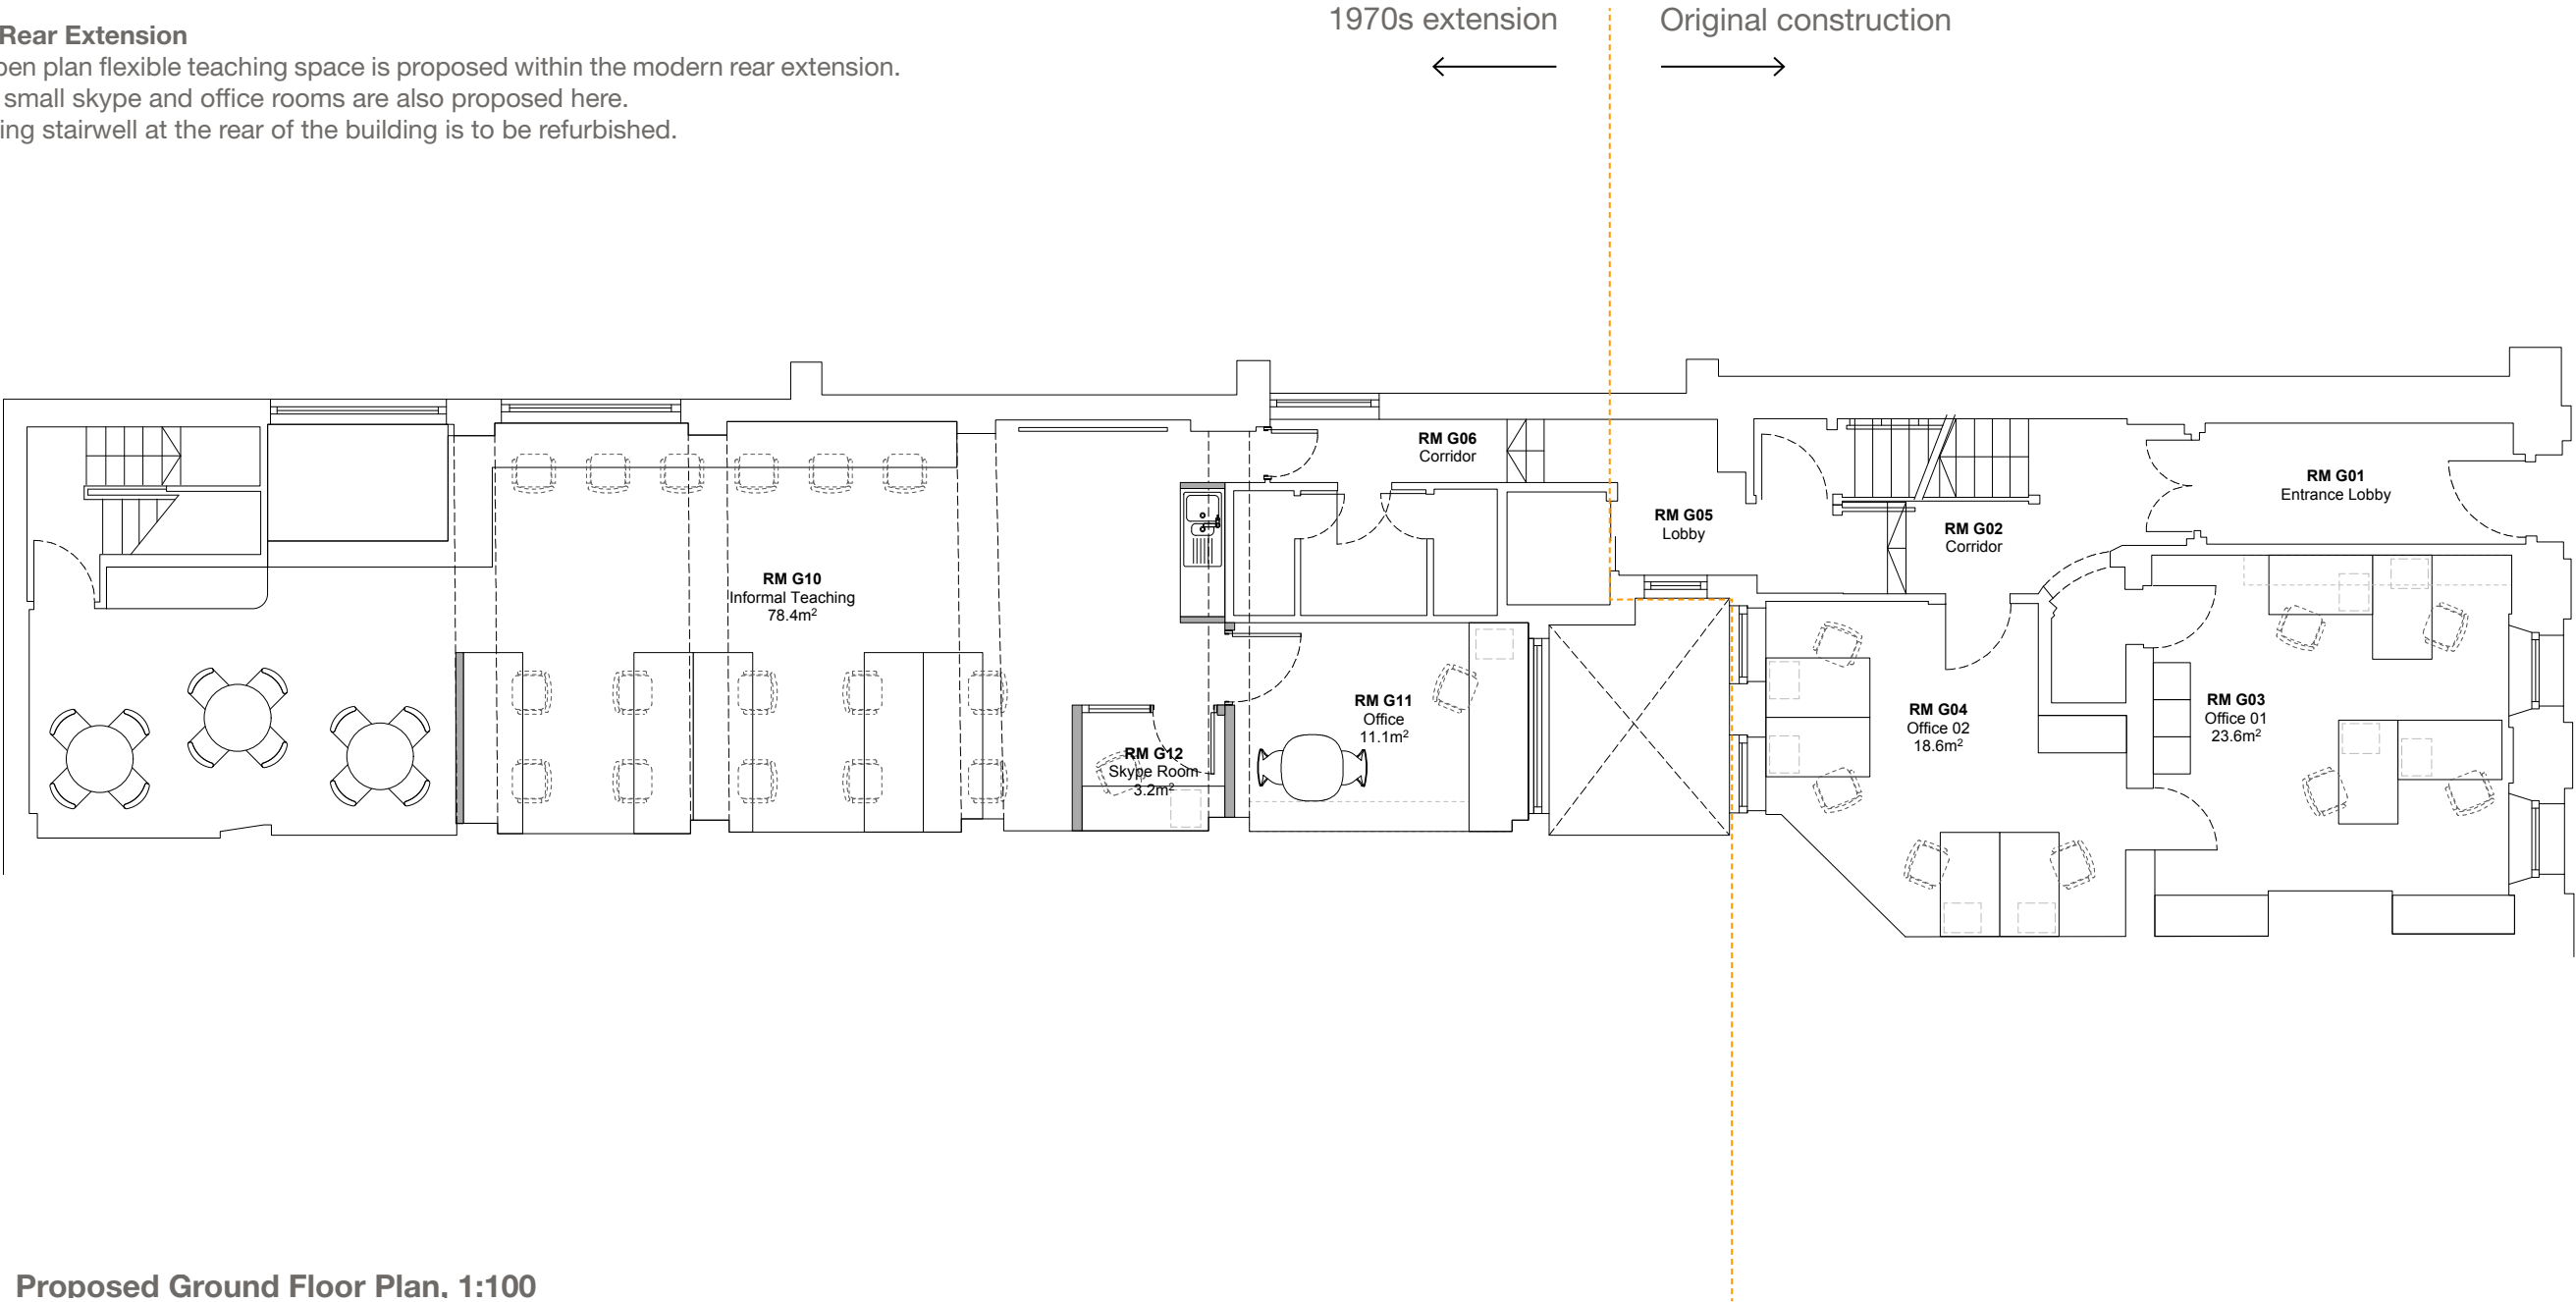 1970s extension
Original construction
Rear Extension
pen plan flexible teaching space is proposed within the modern rear extension.
small skype and office rooms are also proposed here.
ing stairwell at the rear of the building is to be refurbished.
RM G06
Corridor
RM G01
Entrance Lobby
RM G05
Lobby
RM G02
Corridor
RM G10
Informal Teaching
78.4m²
RM G11
Office
11.1m²
RM G12
Skype Room
3.2m²
RM G04
Office 02
18.6m²
RM G03
Office 01
23.6m²
Proposed Ground Floor Plan, 1:100